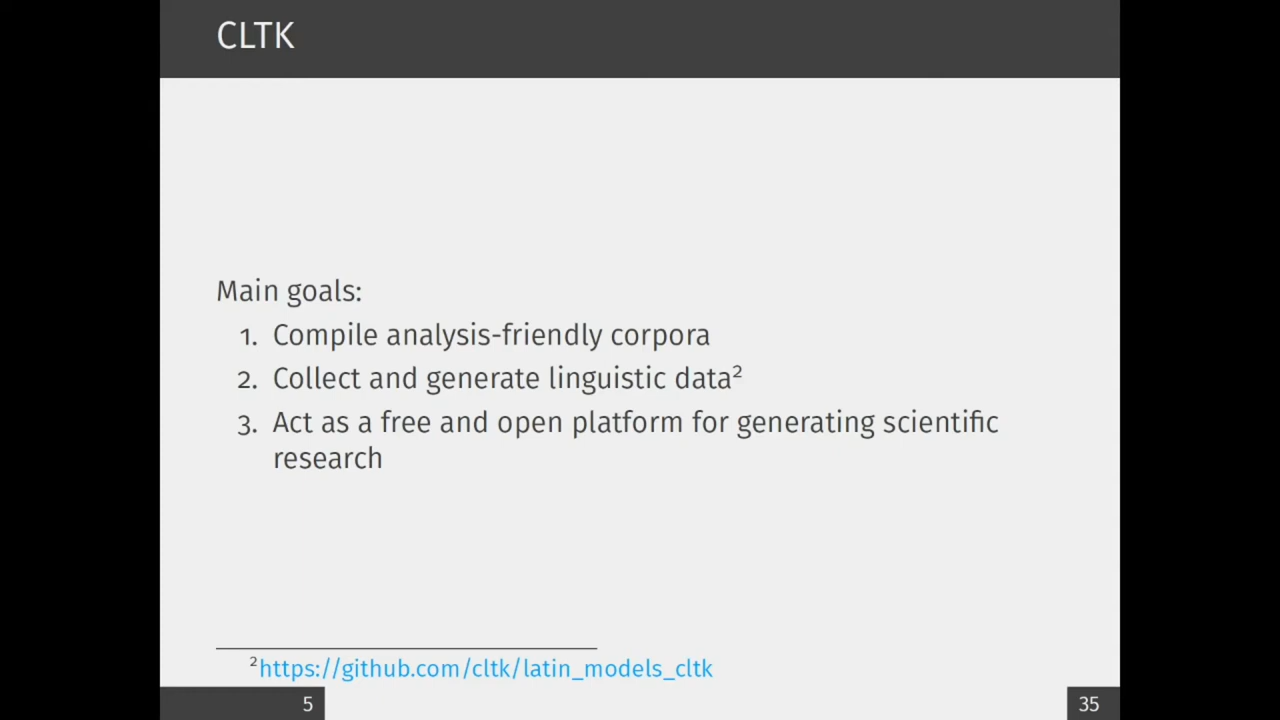 CLTK
Main goals:
1. Compile analysis-friendly corpora
2. Collect and generate linguistic data²
3. Act as a free and open platform for generating scientific
research
²https://github.com/cltk/latin_models_cltk
5
35